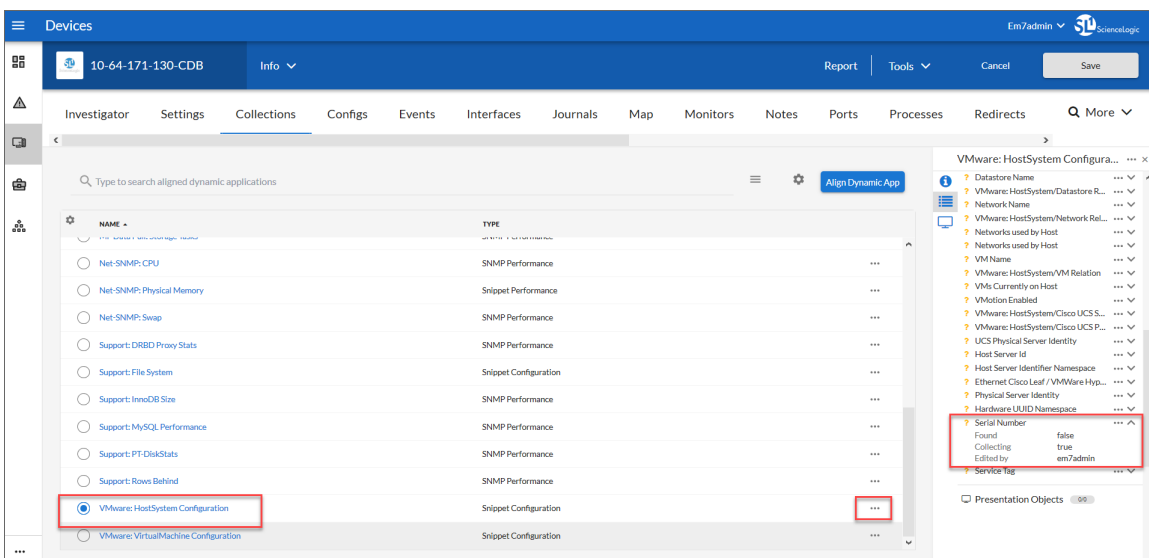 Devices
Em7admin
SL1 ScienceLogic
10-64-171-130-CDB
Info
Report
Tools
Cancel
Save
Investigator Settings Collections Configs Events Interfaces Journals Map Monitors Notes Ports Processes Redirects More
VMware: HostSystem Configura...
Type to search aligned dynamic applications
Align Dynamic App
NAME TYPE
Net-SNMP: CPU SNMP Performance
Net-SNMP: Physical Memory Snippet Performance
Net-SNMP: Swap SNMP Performance
Support: DRBD Proxy Stats SNMP Performance
Support: File System Snippet Configuration
Support: InnoDB Size SNMP Performance
Support: MySQL Performance SNMP Performance
Support: PT-DiskStats SNMP Performance
Support: Rows Behind SNMP Performance
VMware: HostSystem Configuration Snippet Configuration
VMware: VirtualMachine Configuration Snippet Configuration
? Datastore Name
? VMware: HostSystem/Datastore R...
? Network Name
? VMware: HostSystem/Network Rel...
? Networks used by Host
? Networks used by Host
? VM Name
? VMware: HostSystem/VM Relation
? VMs Currently on Host
? VMotion Enabled
? VMware: HostSystem/Cisco UCS S...
? VMware: HostSystem/Cisco UCS P...
? UCS Physical Server Identity
? Host Server Id
? Host Server Identifier Namespace
? Ethernet Cisco Leaf / VMWare Hyp...
? Physical Server Identity
? Hardware UUID Namespace
? Serial Number
Found false
Collecting true
Edited by em7admin
? Service Tag
Presentation Objects 0/0